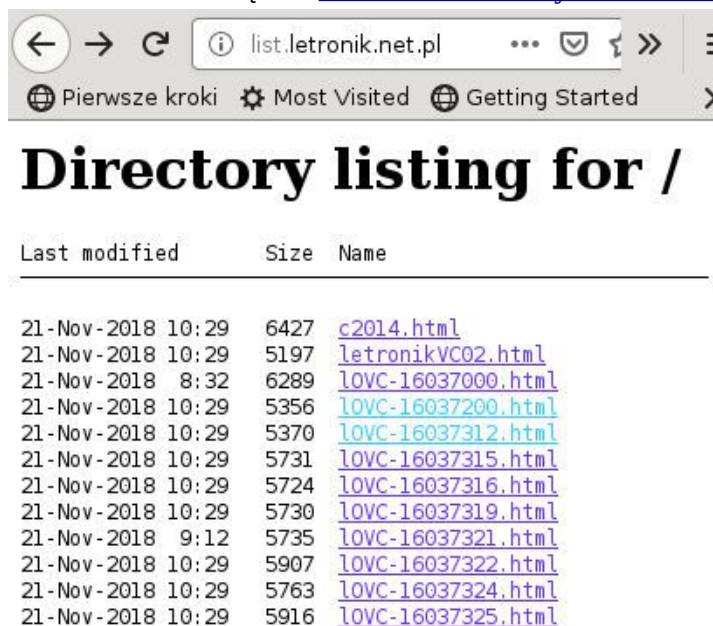 list.letronik.net.pl
Pierwsze kroki Most Visited Getting Started
Directory listing for /
Last modified Size Name
21-Nov-2018 10:29 6427 c2014.html
21-Nov-2018 10:29 5197 letronikVC02.html
21-Nov-2018 8:32 6289 lOVC-16037000.html
21-Nov-2018 10:29 5356 lOVC-16037200.html
21-Nov-2018 10:29 5370 lOVC-16037312.html
21-Nov-2018 10:29 5731 lOVC-16037315.html
21-Nov-2018 10:29 5724 lOVC-16037316.html
21-Nov-2018 10:29 5730 lOVC-16037319.html
21-Nov-2018 9:12 5735 lOVC-16037321.html
21-Nov-2018 10:29 5907 lOVC-16037322.html
21-Nov-2018 10:29 5763 lOVC-16037324.html
21-Nov-2018 10:29 5916 lOVC-16037325.html